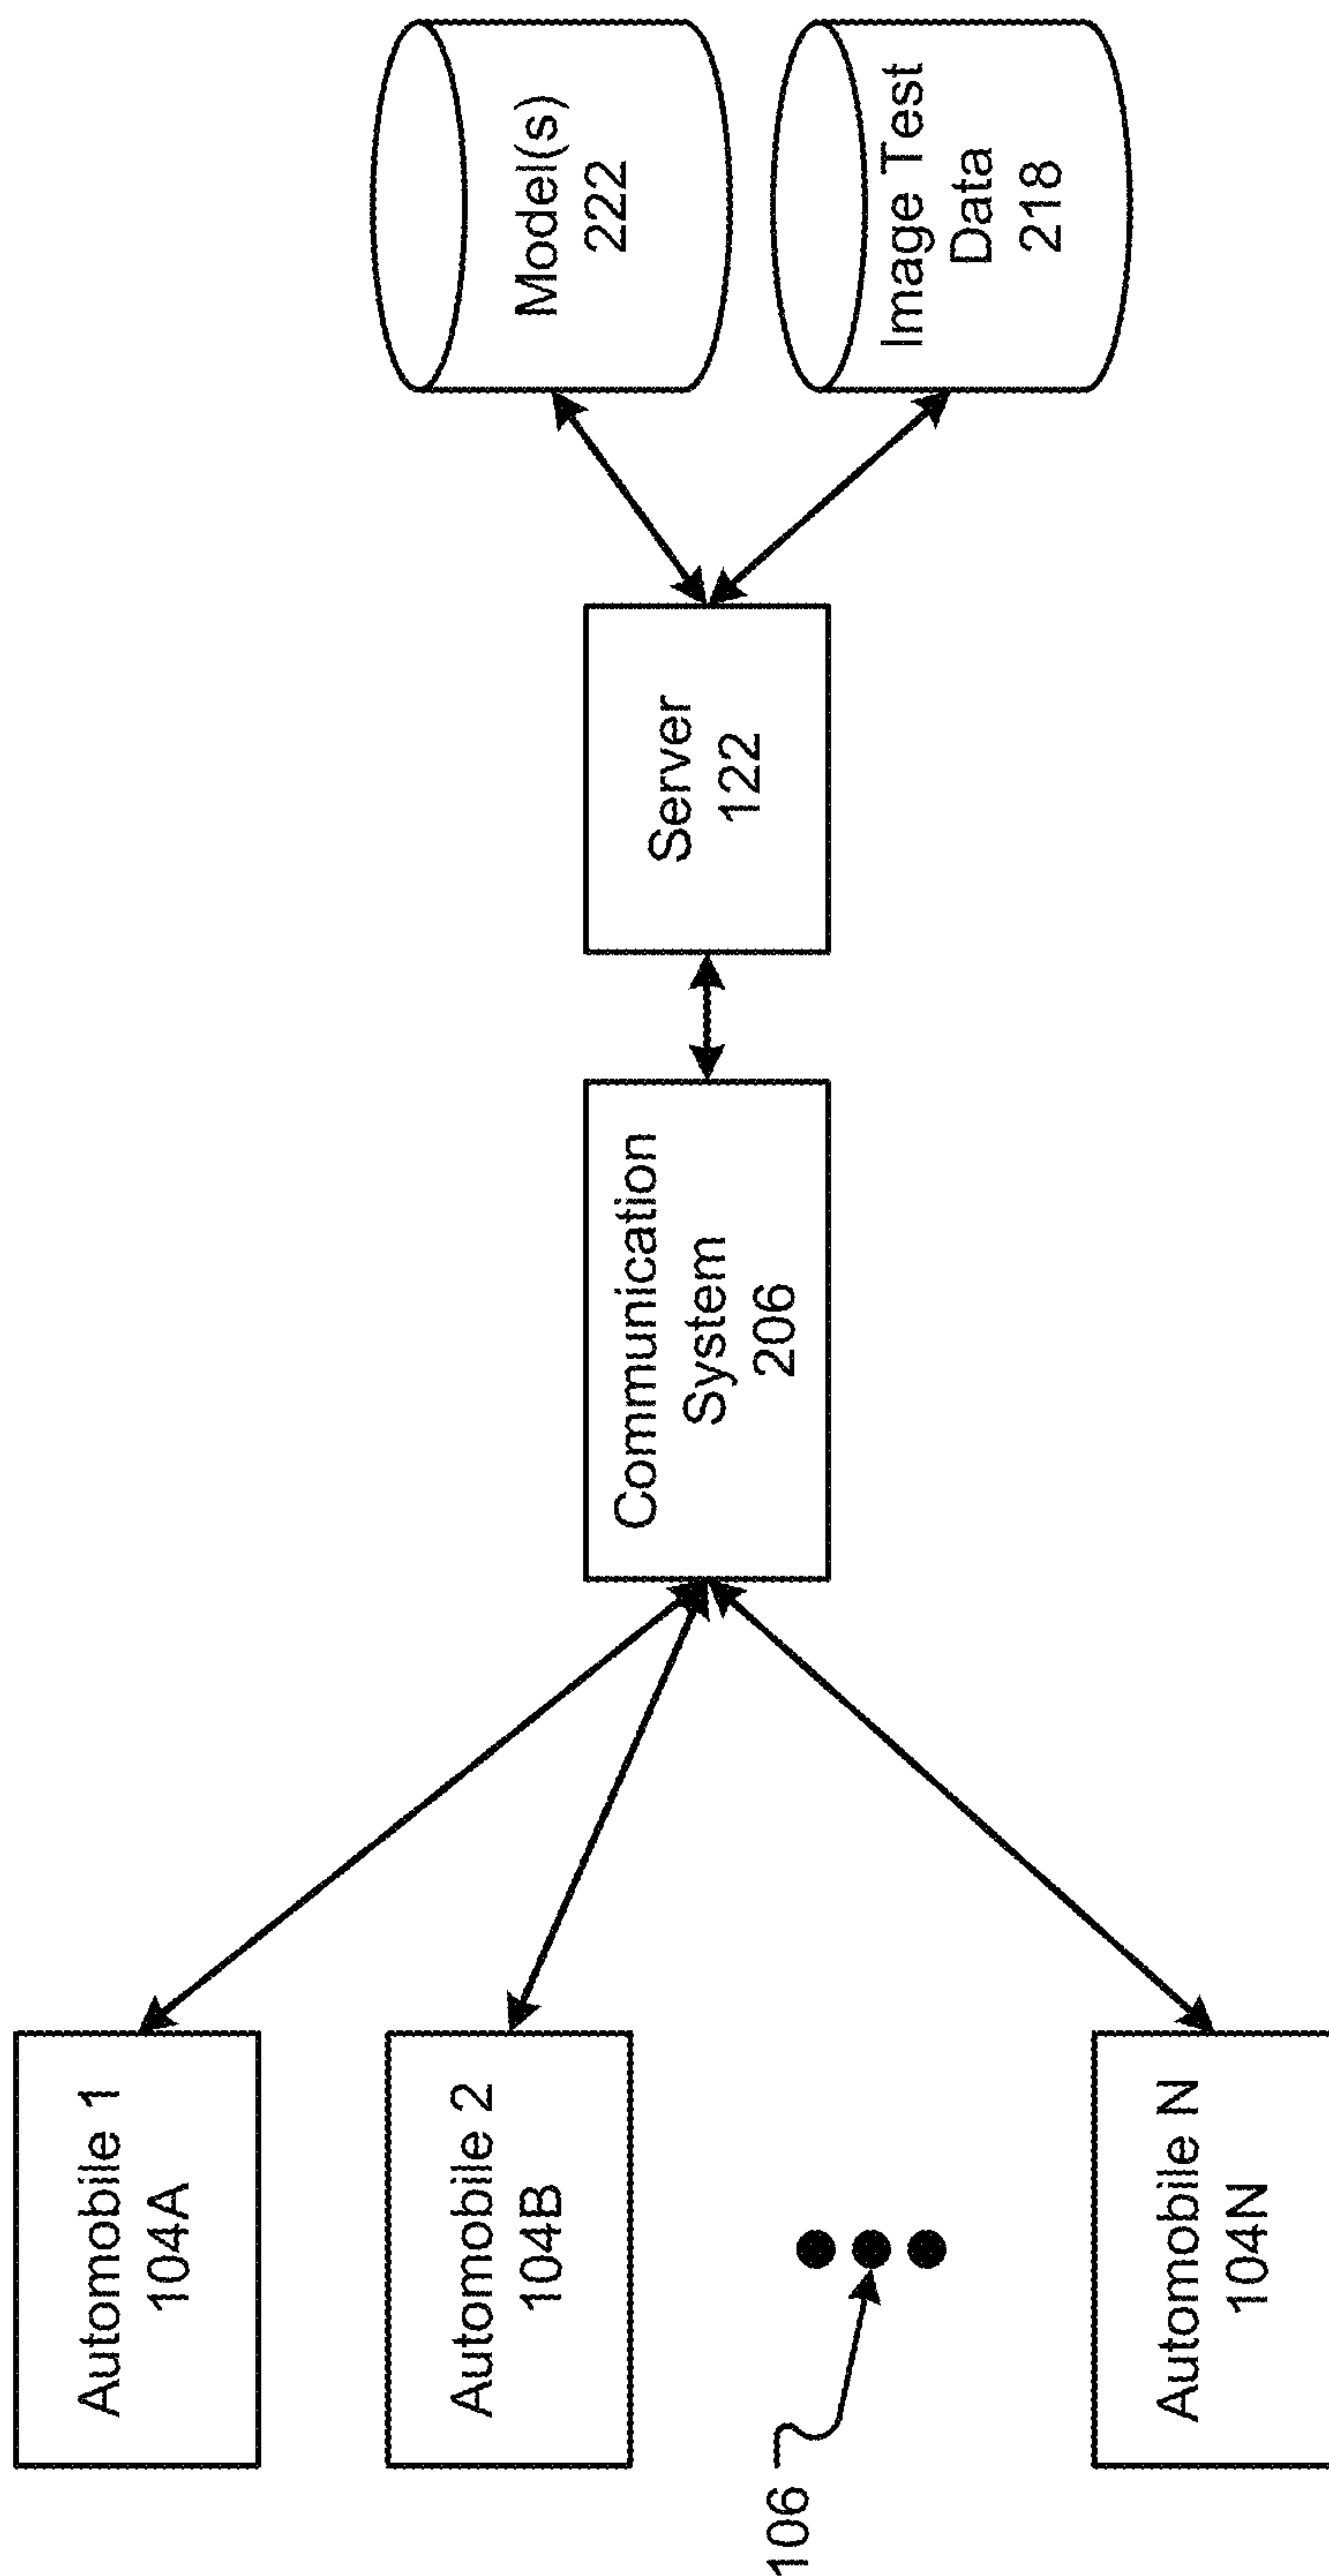 Automobile 1
104A
Automobile 2
104B
106
Automobile N
104N
Communication
System
206
Server
122
Model(s)
222
Image Test
Data
218